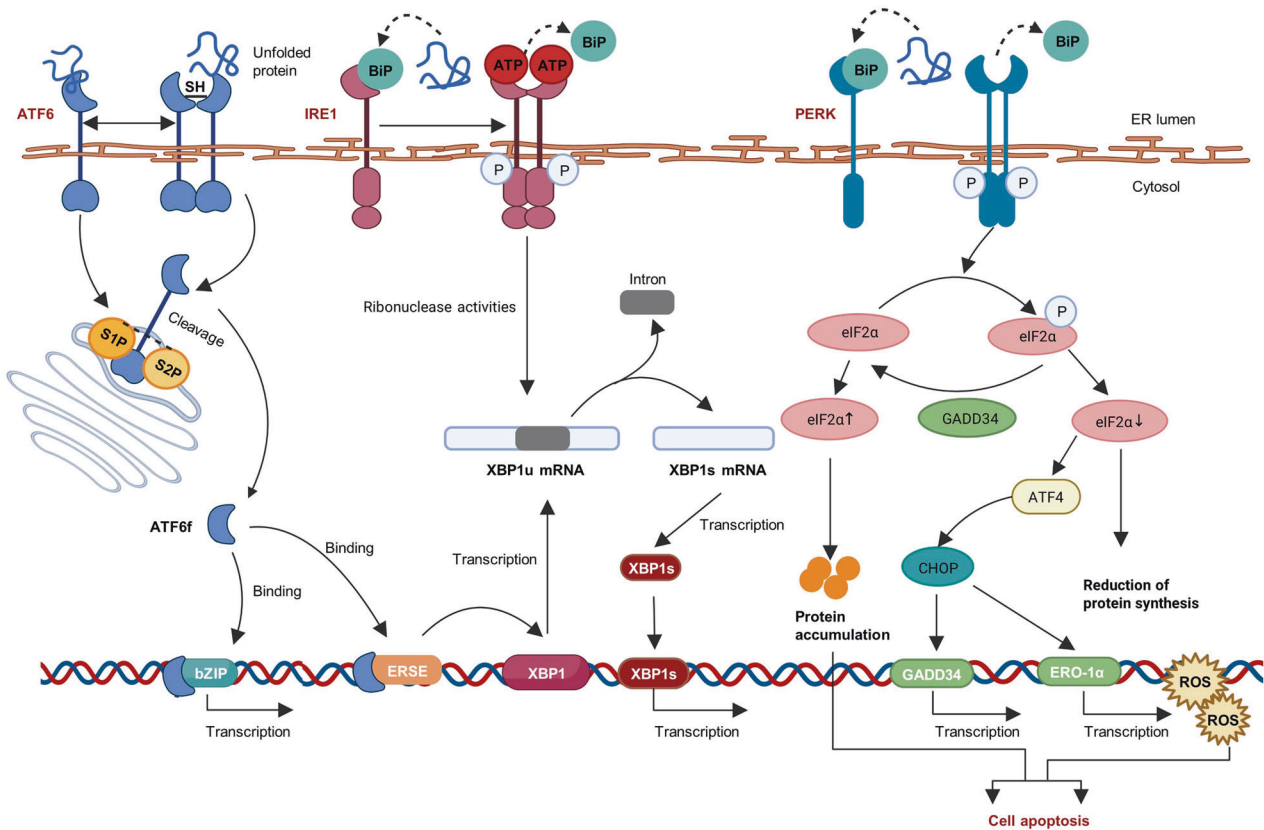 Unfolded
protein
SH
ATF6
IRE1
BiP
ATP
ATP
BiP
PERK
BiP
BiP
ER lumen
Cytosol
P
P
P
P
S1P
S2P
Cleavage
Ribonuclease activities
Intron
eIF2α
P
eIF2α
eIF2α↑
GADD34
eIF2α↓
XBP1u mRNA
XBP1s mRNA
ATF4
ATF6f
Binding
Binding
Transcription
Transcription
XBP1s
CHOP
Protein
accumulation
Reduction of
protein synthesis
bZIP
ERSE
XBP1
XBP1s
GADD34
ERO-1α
ROS
ROS
Transcription
Transcription
Transcription
Transcription
Cell apoptosis